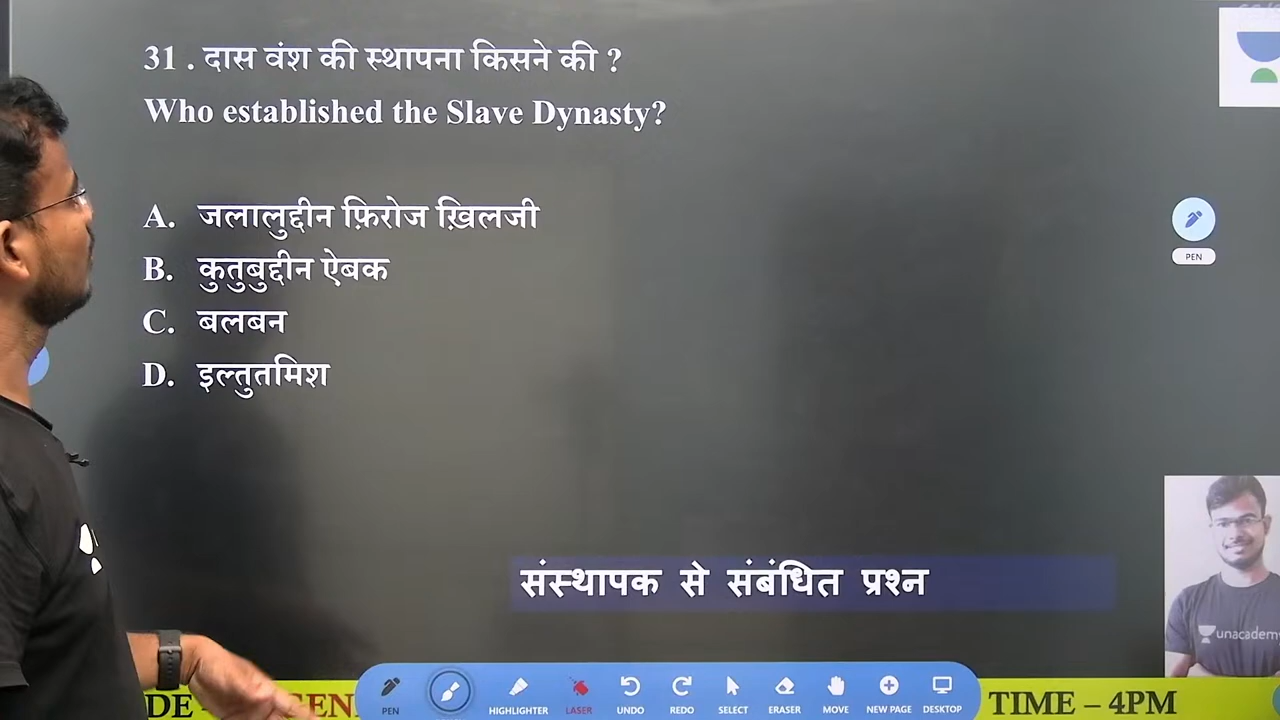 31 . दास वंश की स्थापना किसने की ?
Who established the Slave Dynasty?
A. जलालुद्दीन फ़िरोज ख़िलजी
B. कुतुबुद्दीन ऐबक
C. बलबन
D. इल्तुतमिश
PEN
संस्थापक से संबंधित प्रश्न
unacademy
PEN
HIGHLIGHTER
LASER
UNDO
REDO
SELECT
ERASER
MOVE
NEW PAGE
DESKTOP
TIME – 4PM